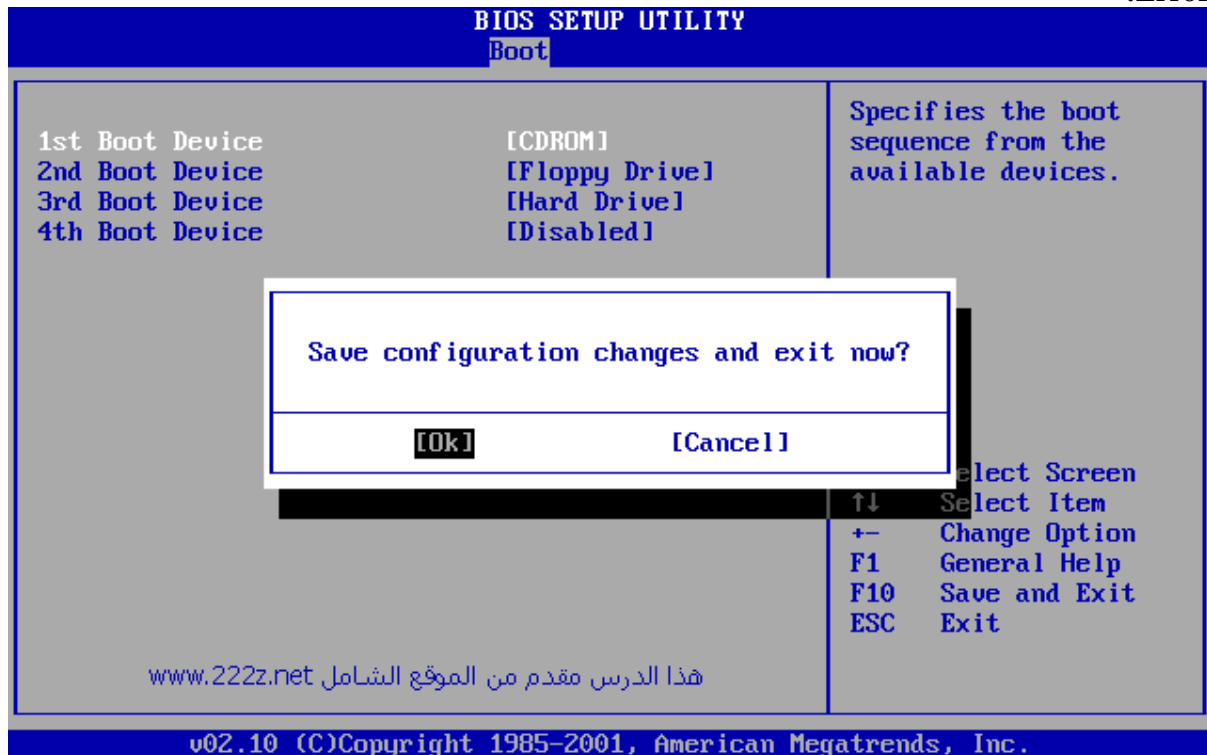 BIOS SETUP UTILITY
Boot
1st Boot Device [CDROM]
2nd Boot Device [Floppy Drive]
3rd Boot Device [Hard Drive]
4th Boot Device [Disabled]
Specifies the boot
sequence from the
available devices.
Save configuration changes and exit now?
[Ok] [Cancel]
elect Screen
↑↓ Select Item
+- Change Option
F1 General Help
F10 Save and Exit
ESC Exit
هذا الدرس مقدم من الموقع الشامل www.222z.net
v02.10 (C)Copyright 1985-2001, American Megatrends, Inc.